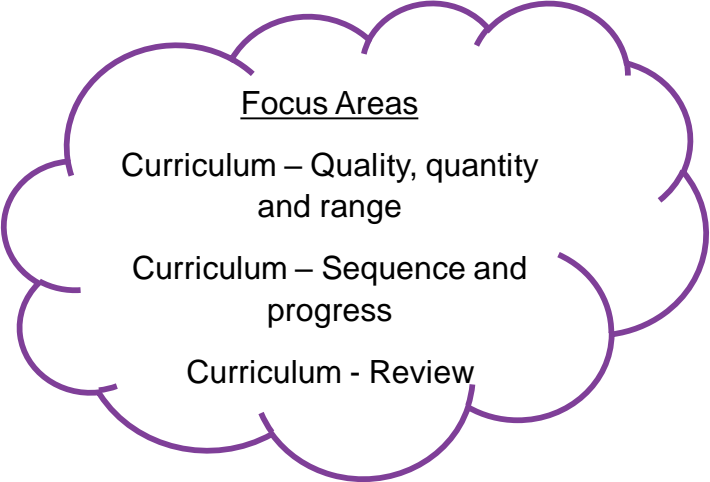 Focus Areas
Curriculum – Quality, quantity
and range
Curriculum – Sequence and
progress
Curriculum - Review